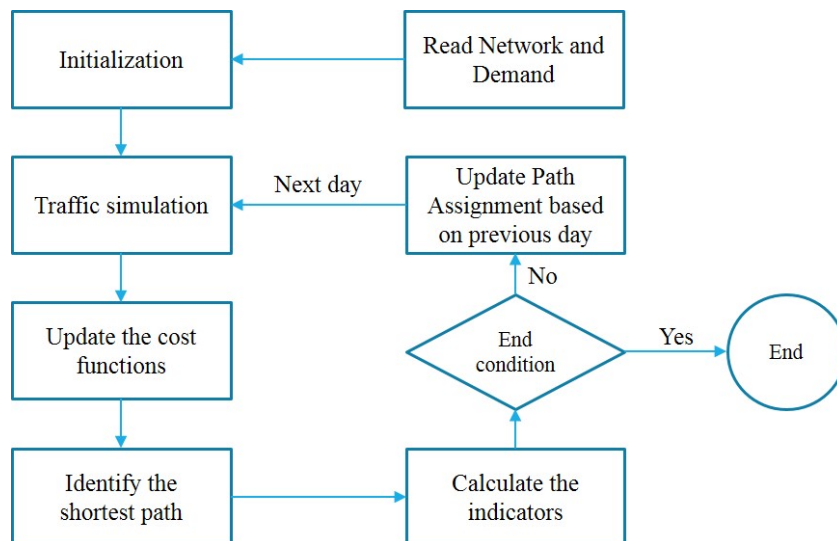 Initialization
Read Network and
Demand
Traffic simulation
Next day
Update Path
Assignment based
on previous day
No
Update the cost
functions
End
condition
Yes
End
Identify the
shortest path
Calculate the
indicators